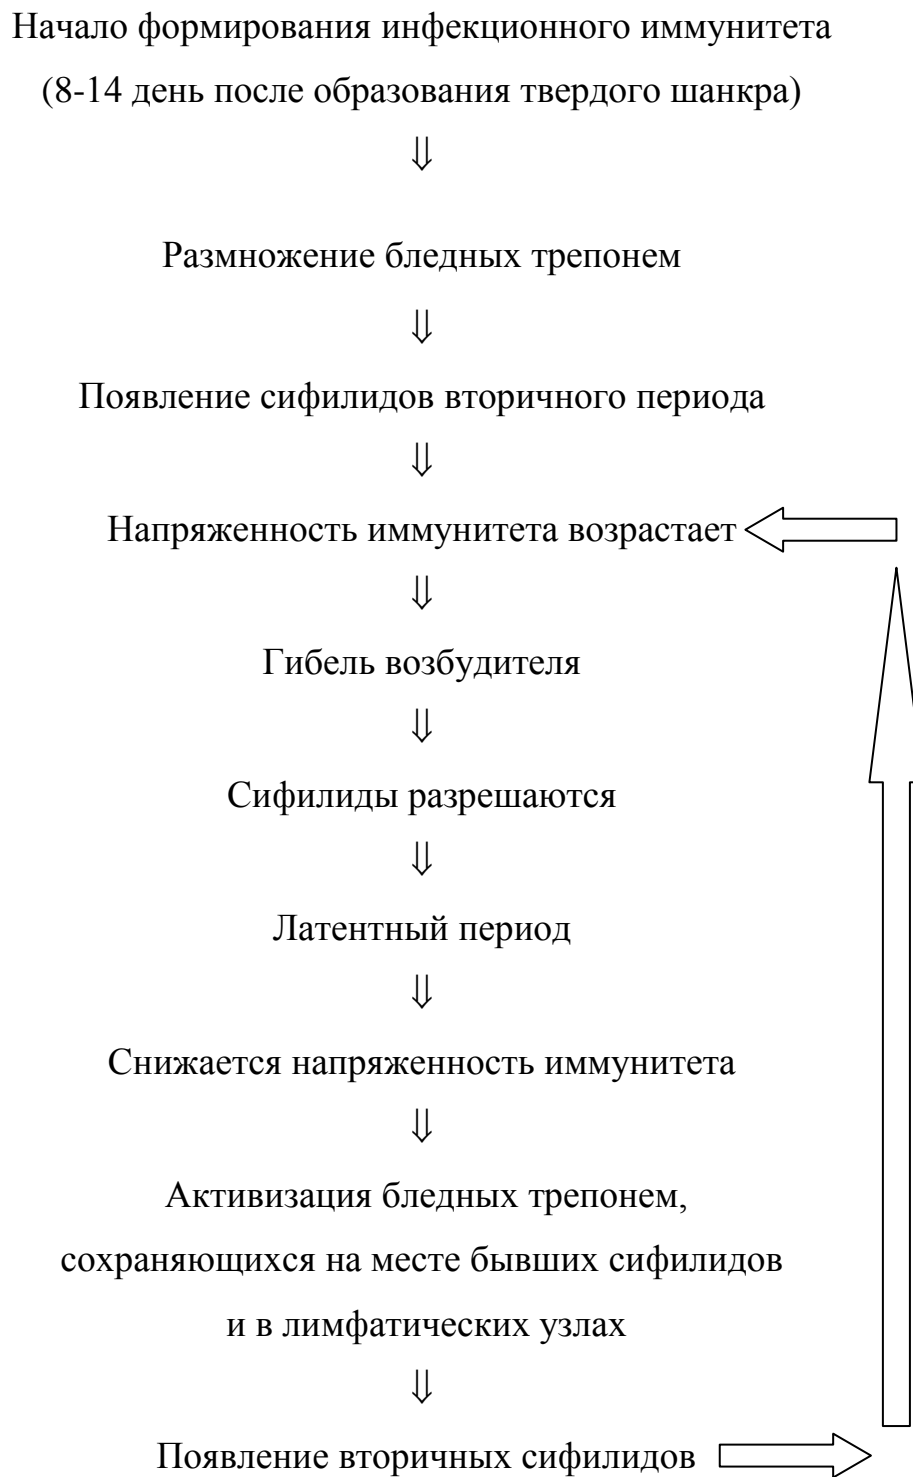 Начало формирования инфекционного иммунитета
(8-14 день после образования твердого шанкра)
⇓
Размножение бледных трепонем
⇓
Появление сифилидов вторичного периода
⇓
Напряженность иммунитета возрастает
⇓
Гибель возбудителя
⇓
Сифилиды разрешаются
⇓
Латентный период
⇓
Снижается напряженность иммунитета
⇓
Активизация бледных трепонем,
сохраняющихся на месте бывших сифилидов
и в лимфатических узлах
⇓
Появление вторичных сифилидов